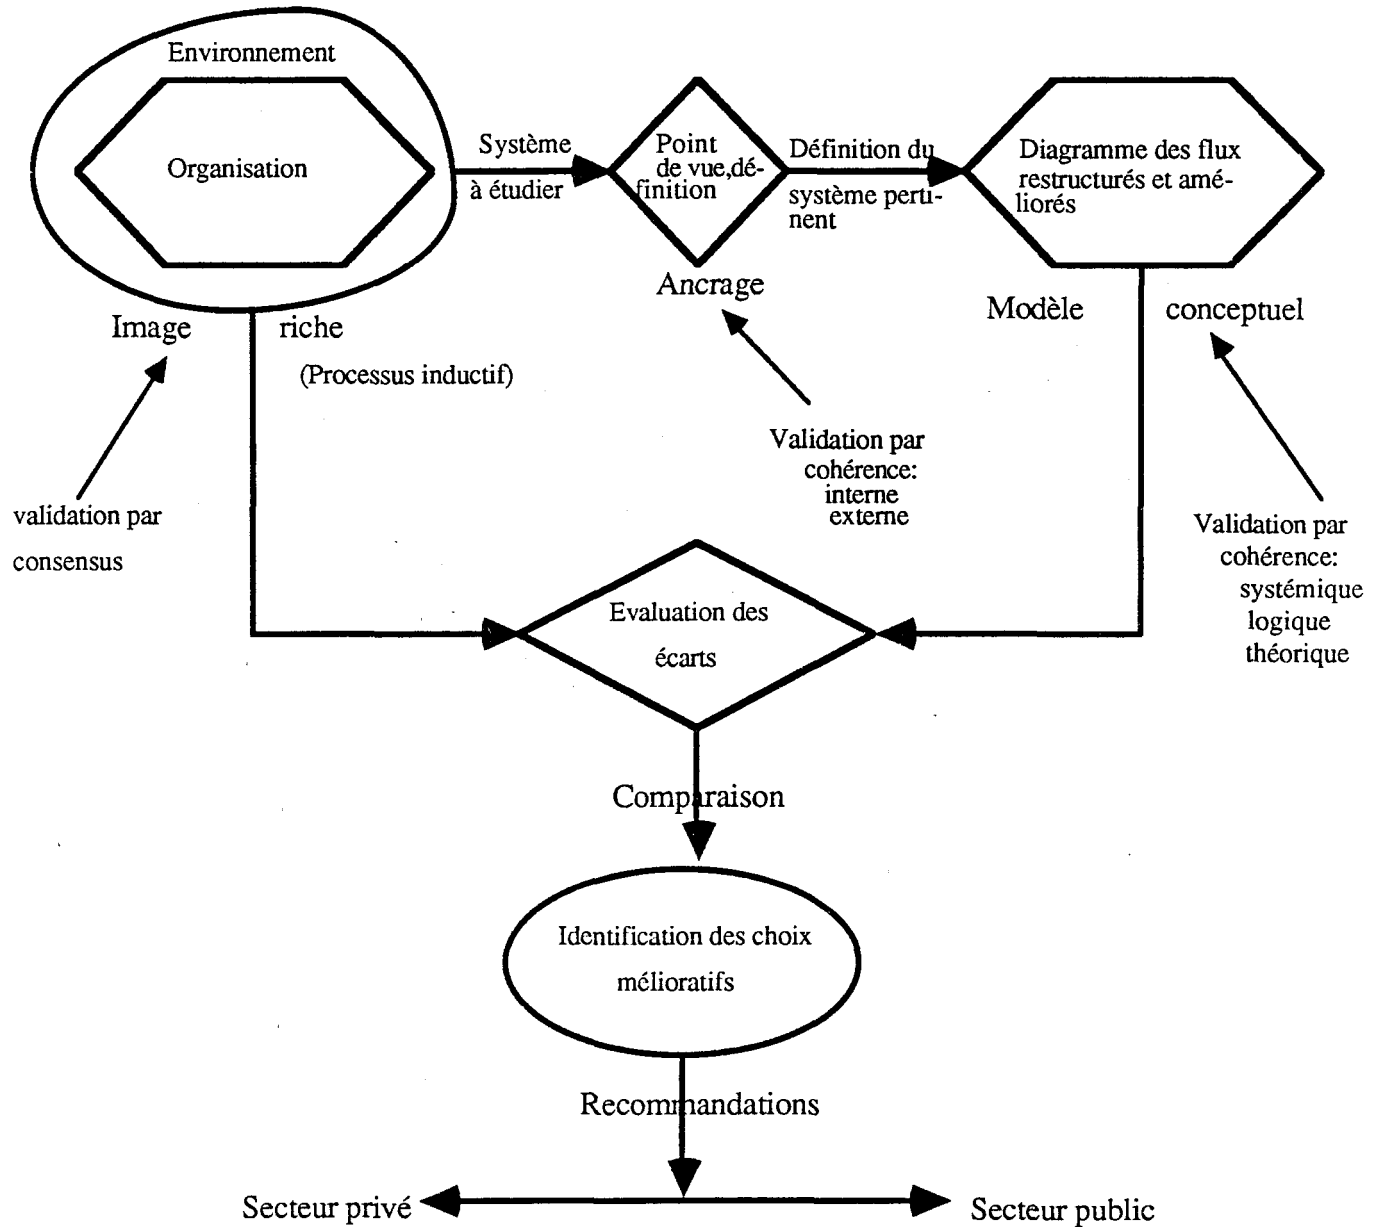 Environnement
Organisation
Système
à étudier
Point
de vue,dé-
finition
Définition du
système perti-
nent
Diagramme des flux
restructurés et amé-
liorés
Ancrage
Modèle conceptuel
Image riche
(Processus inductif)
validation par
consensus
Validation par
cohérence:
interne
externe
Validation par
cohérence:
systémique
logique
théorique
Evaluation des
écarts
Comparaison
Identification des choix
mélioratifs
Recommandations
Secteur privé
Secteur public